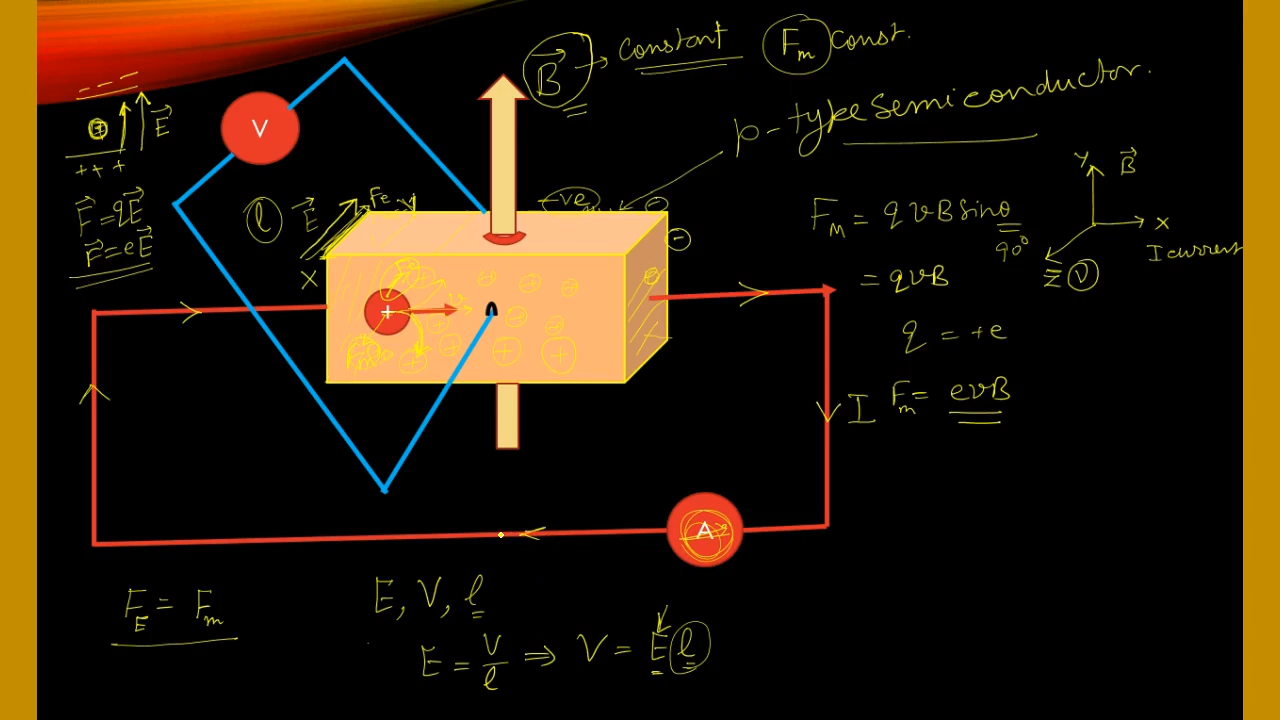 B → constant Fm const.
p-type semiconductor.
- - -
+ E
++ +
F = qE
F = eE
V
l E Fe Y
-ve
X
+ v
Fm = qvB sinθ
90°
= qvB
q = +e
Fm = evB
Y B
X
I current
Z V
I
A
FE = Fm
E, V, l
E = V/l ⇒ V = E l